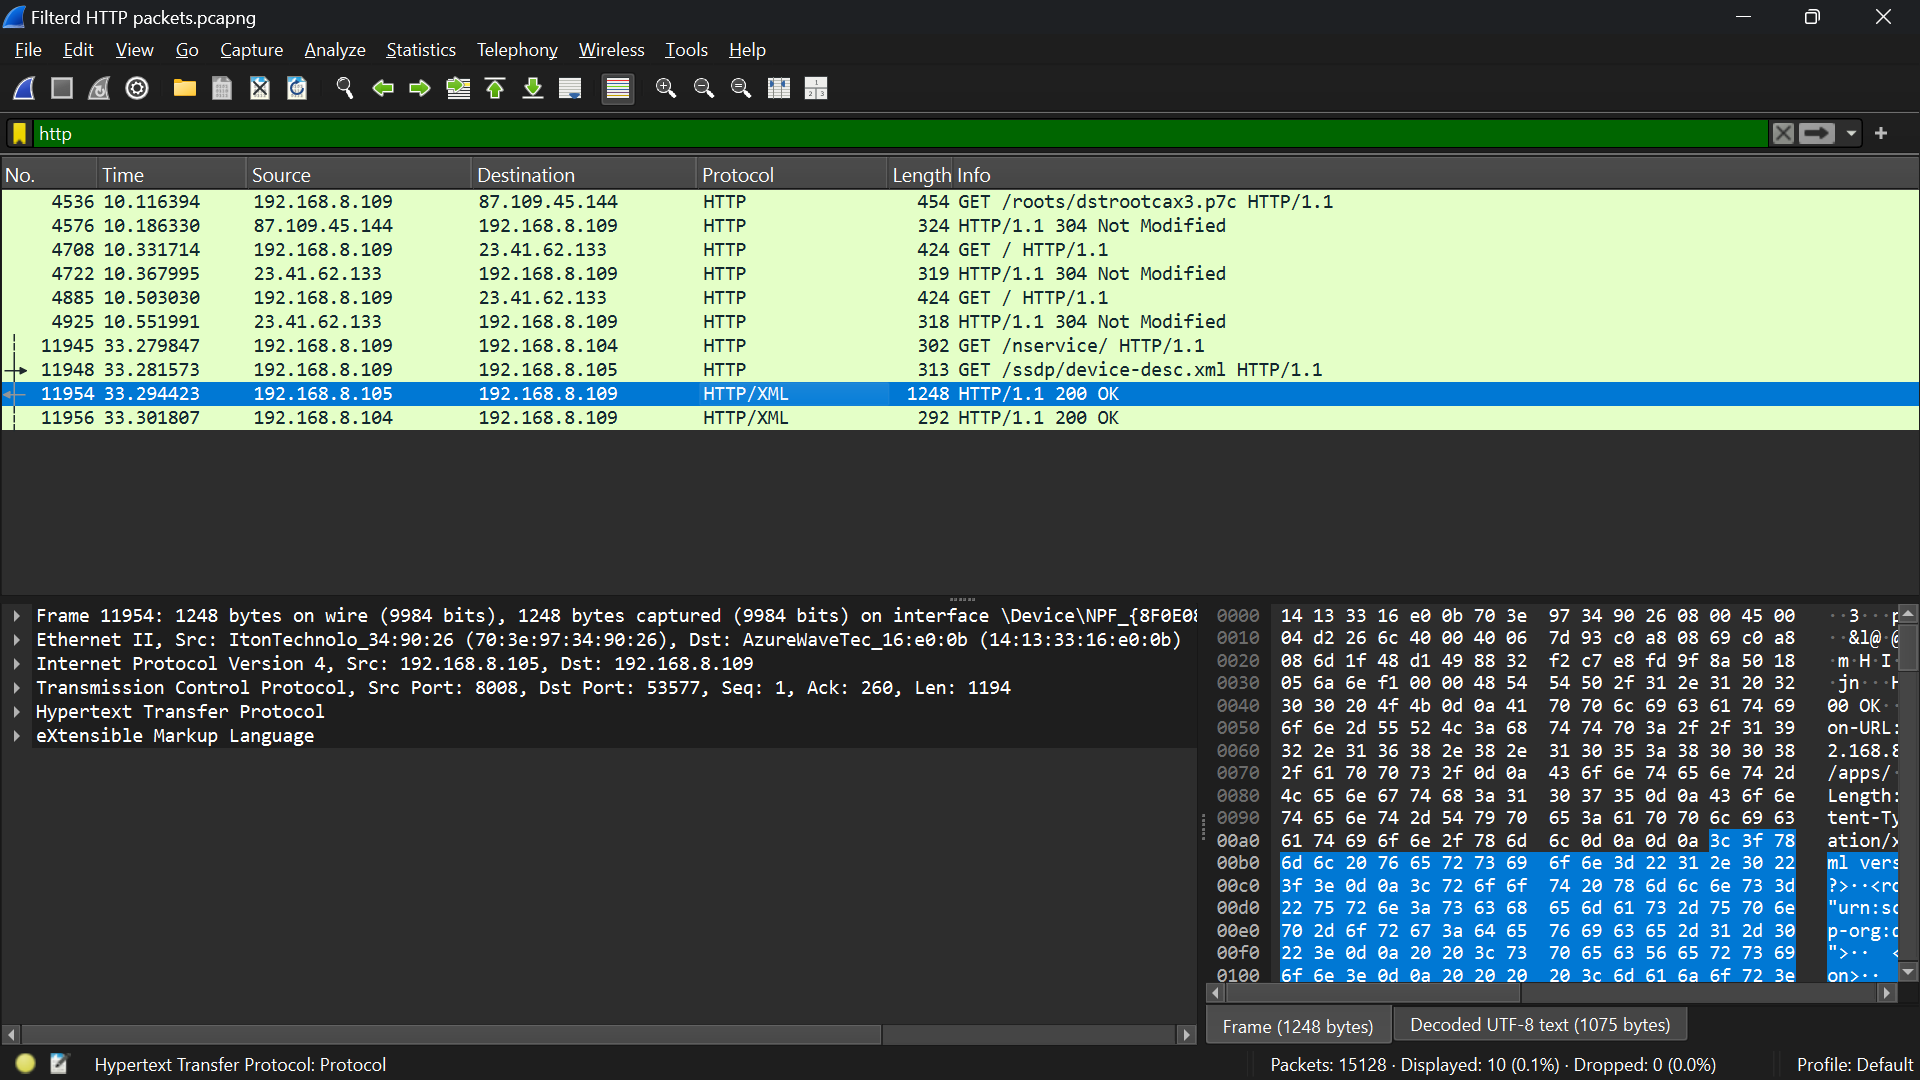 Filterd HTTP packets.pcapng
File Edit View Go Capture Analyze Statistics Telephony Wireless Tools Help
http
No. Time Source Destination Protocol Length Info
4536 10.116394 192.168.8.109 87.109.45.144 HTTP 454 GET /roots/dstrootcax3.p7c HTTP/1.1
4576 10.186330 87.109.45.144 192.168.8.109 HTTP 324 HTTP/1.1 304 Not Modified
4708 10.331714 192.168.8.109 23.41.62.133 HTTP 424 GET / HTTP/1.1
4722 10.367995 23.41.62.133 192.168.8.109 HTTP 319 HTTP/1.1 304 Not Modified
4885 10.503030 192.168.8.109 23.41.62.133 HTTP 424 GET / HTTP/1.1
4925 10.551991 23.41.62.133 192.168.8.109 HTTP 318 HTTP/1.1 304 Not Modified
11945 33.279847 192.168.8.109 192.168.8.104 HTTP 302 GET /nservice/ HTTP/1.1
11948 33.281573 192.168.8.109 192.168.8.105 HTTP 313 GET /ssdp/device-desc.xml HTTP/1.1
11954 33.294423 192.168.8.105 192.168.8.109 HTTP/XML 1248 HTTP/1.1 200 OK
11956 33.301807 192.168.8.104 192.168.8.109 HTTP/XML 292 HTTP/1.1 200 OK
Frame 11954: 1248 bytes on wire (9984 bits), 1248 bytes captured (9984 bits) on interface \Device\NPF_{8F0E08
Ethernet II, Src: ItonTechnolo_34:90:26 (70:3e:97:34:90:26), Dst: AzureWaveTec_16:e0:0b (14:13:33:16:e0:0b)
Internet Protocol Version 4, Src: 192.168.8.105, Dst: 192.168.8.109
Transmission Control Protocol, Src Port: 8008, Dst Port: 53577, Seq: 1, Ack: 260, Len: 1194
Hypertext Transfer Protocol
eXtensible Markup Language
0000 14 13 33 16 e0 0b 70 3e 97 34 90 26 08 00 45 00 ··3···p
0010 04 d2 26 6c 40 00 40 06 7d 93 c0 a8 08 69 c0 a8 ··&l@·@
0020 08 6d 1f 48 d1 49 88 32 f2 c7 e8 fd 9f 8a 50 18 ·m·H·I·
0030 05 6a 6e f1 00 00 48 54 54 50 2f 31 2e 31 20 32 ·jn···H
0040 30 30 20 4f 4b 0d 0a 41 70 70 6c 69 63 61 74 69 00 OK··
0050 6f 6e 2d 55 52 4c 3a 68 74 74 70 3a 2f 2f 31 39 on-URL:
0060 32 2e 31 36 38 2e 38 2e 31 30 35 3a 38 30 30 38 2.168.8
0070 2f 61 70 70 73 2f 0d 0a 43 6f 6e 74 65 6e 74 2d /apps/·
0080 4c 65 6e 67 74 68 3a 31 30 37 35 0d 0a 43 6f 6e Length:
0090 74 65 6e 74 2d 54 79 70 65 3a 61 70 70 6c 69 63 tent-Ty
00a0 61 74 69 6f 6e 2f 78 6d 6c 0d 0a 0d 0a 3c 3f 78 ation/x
00b0 6d 6c 20 76 65 72 73 69 6f 6e 3d 22 31 2e 30 22 ml vers
00c0 3f 3e 0d 0a 3c 72 6f 6f 74 20 78 6d 6c 6e 73 3d ?>··<ro
00d0 22 75 72 6e 3a 73 63 68 65 6d 61 73 2d 75 70 6e "urn:sc
00e0 70 2d 6f 72 67 3a 64 65 76 69 63 65 2d 31 2d 30 p-org:d
00f0 22 3e 0d 0a 20 20 3c 73 70 65 63 56 65 72 73 69 ">·· <
0100 6f 6e 3e 0d 0a 20 20 20 20 3c 6d 61 6a 6f 72 3e on>··
Frame (1248 bytes) Decoded UTF-8 text (1075 bytes)
Hypertext Transfer Protocol: Protocol Packets: 15128 · Displayed: 10 (0.1%) · Dropped: 0 (0.0%) Profile: Default